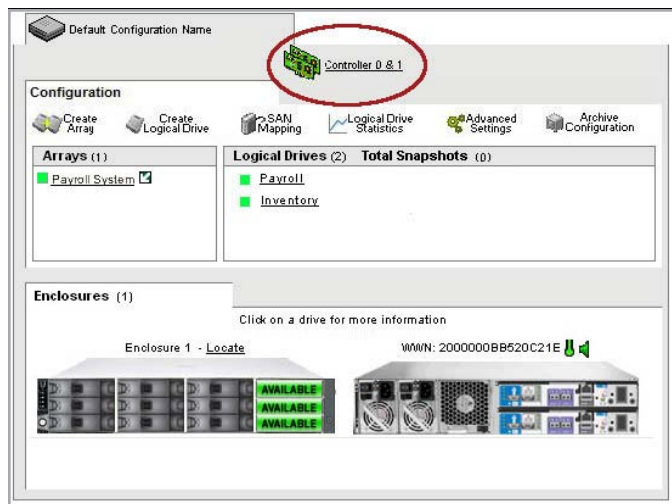 Default Configuration Name
Controller 0 & 1
Configuration
Create Array
Create Logical Drive
SAN Mapping
Logical Drive Statistics
Advanced Settings
Archive Configuration
Arrays (1)
Payroll System
Logical Drives (2) Total Snapshots (0)
Payroll
Inventory
Enclosures (1)
Click on a drive for more information
Enclosure 1 - Locate
WWN: 2000000BB520C21E
AVAILABLE
AVAILABLE
AVAILABLE